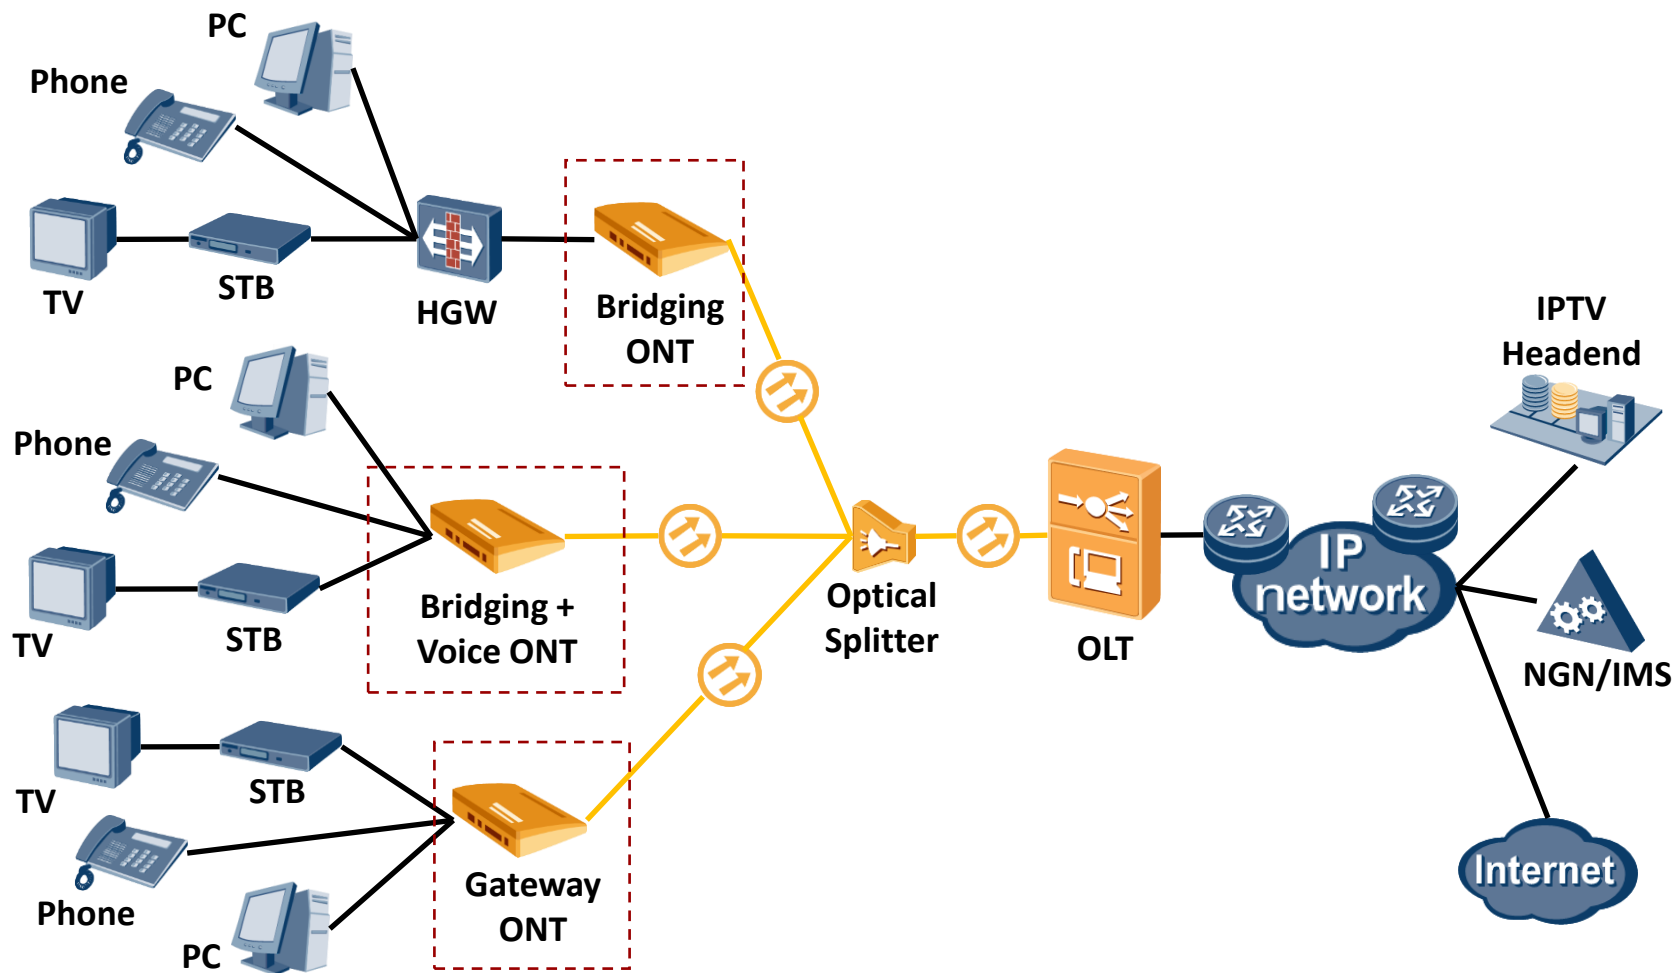 PC
Phone
TV
STB
HGW
Bridging
ONT
PC
Phone
TV
STB
Bridging +
Voice ONT
TV
STB
Phone
PC
Gateway
ONT
Optical
Splitter
OLT
IP
network
IPTV
Headend
NGN/IMS
Internet